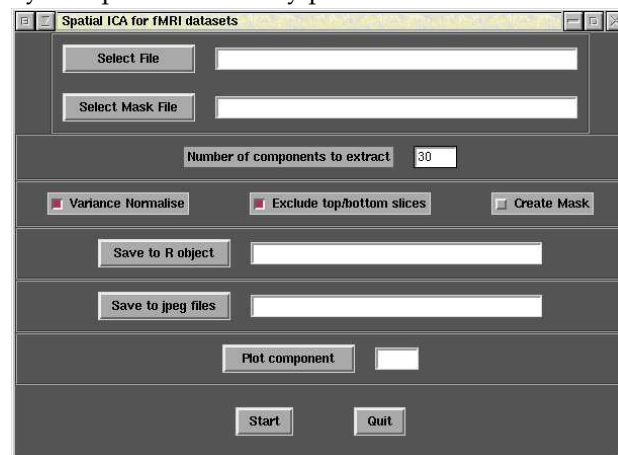 Spatial ICA for fMRI datasets
Select File
Select Mask File
Number of components to extract 30
Variance Normalise Exclude top/bottom slices Create Mask
Save to R object
Save to jpeg files
Plot component
Start Quit